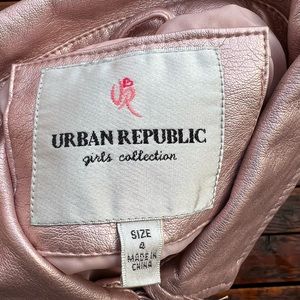 UR
URBAN REPUBLIC
girls collection
SIZE
4
MADE IN
CHINA